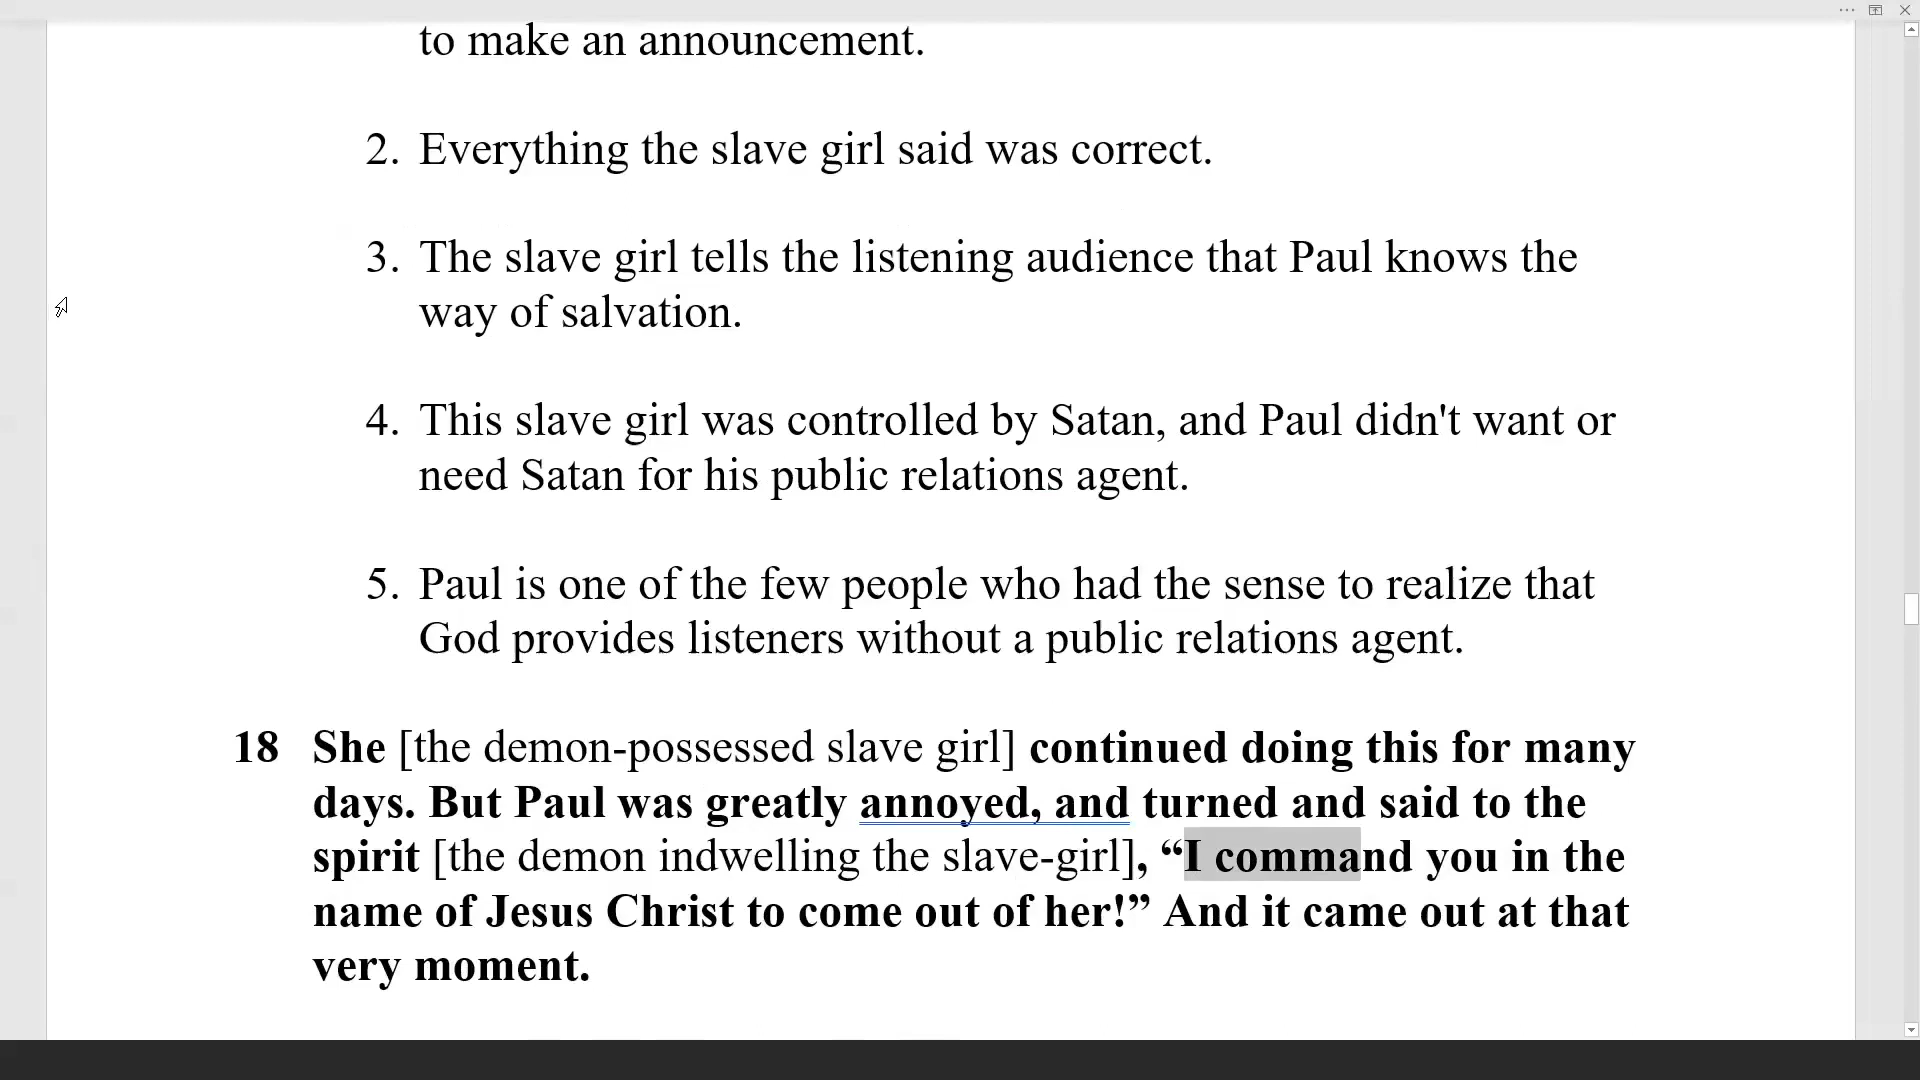 to make an announcement.
2. Everything the slave girl said was correct.
3. The slave girl tells the listening audience that Paul knows the
way of salvation.
4. This slave girl was controlled by Satan, and Paul didn't want or
need Satan for his public relations agent.
5. Paul is one of the few people who had the sense to realize that
God provides listeners without a public relations agent.
18 She [the demon-possessed slave girl] continued doing this for many
days. But Paul was greatly annoyed, and turned and said to the
spirit [the demon indwelling the slave-girl], “I command you in the
name of Jesus Christ to come out of her!” And it came out at that
very moment.